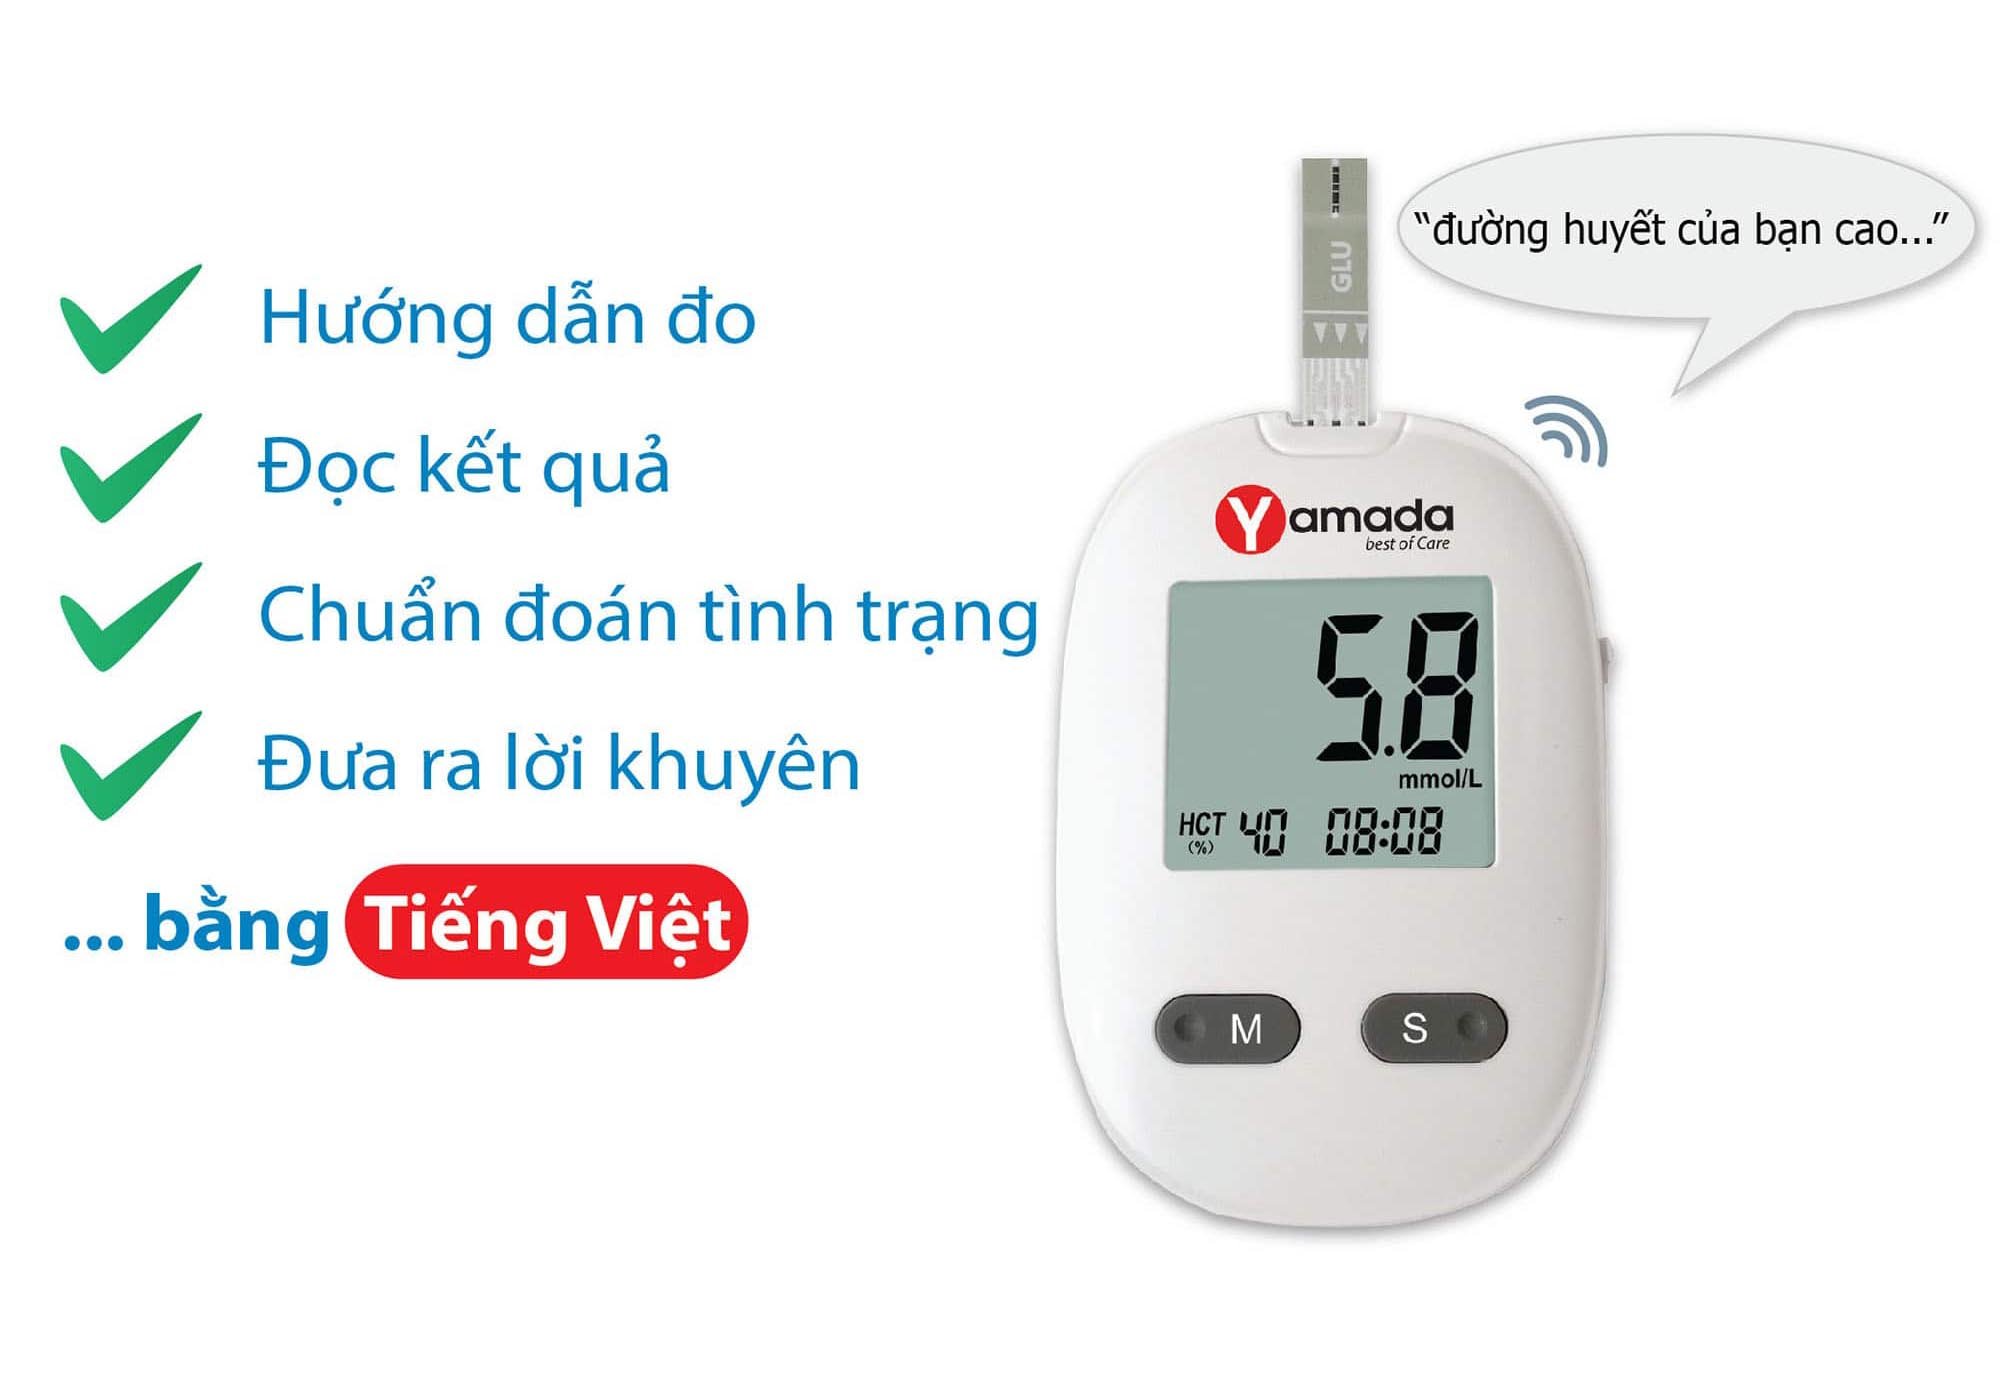 Hướng dẫn đo
Đọc kết quả
Chuẩn đoán tình trạng
Đưa ra lời khuyên
... bằng Tiếng Việt
“đường huyết của bạn cao...”
GLU
Yamada
best of Care
5.8
mmol/L
HCT 40 08:08
(%)
M S